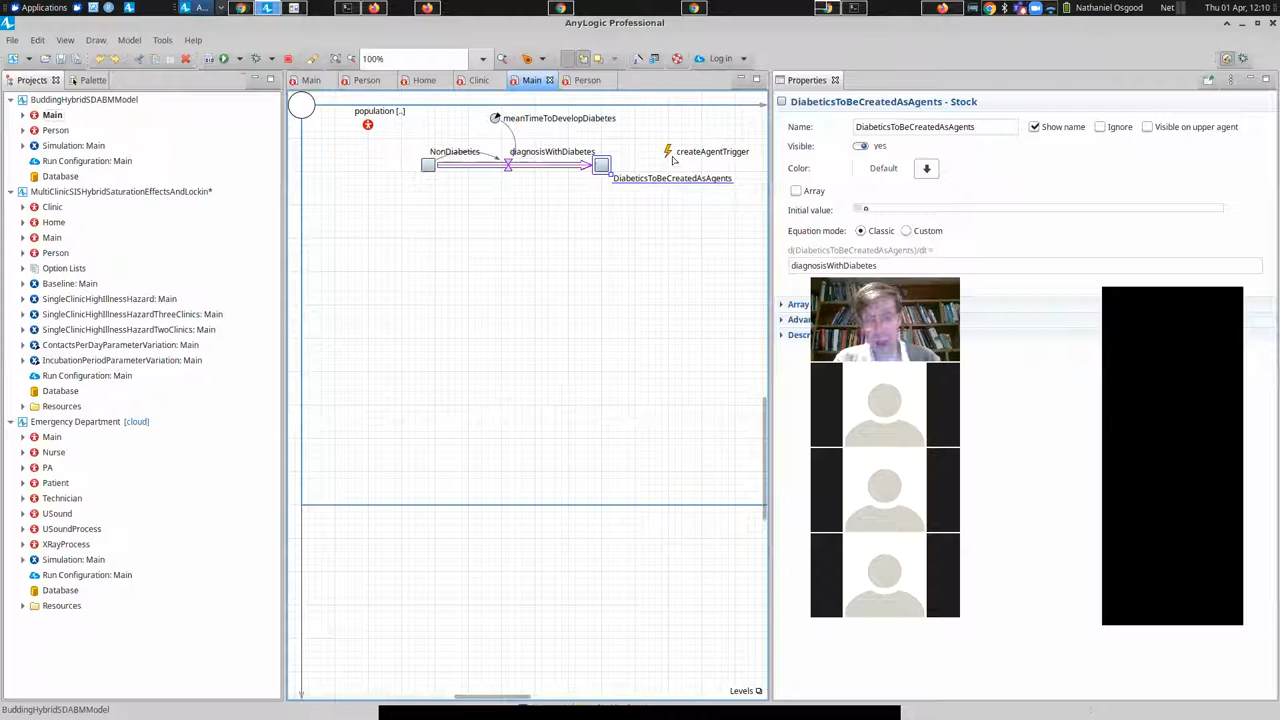 Applications
A...
Nathaniel Osgood
Net
Thu 01 Apr, 12:10
AnyLogic Professional
File Edit View Draw Model Tools Help
100%
Log in
Projects
Palette
Main
Person
Home
Clinic
Main
Person
Properties
BuddingHybridSDABMModel
Main
Person
Simulation: Main
Run Configuration: Main
Database
MultiClinicSISHybridSaturationEffectsAndLockin*
Clinic
Home
Main
Person
Option Lists
Baseline: Main
SingleClinicHighIllnessHazard: Main
SingleClinicHighIllnessHazardThreeClinics: Main
SingleClinicHighIllnessHazardTwoClinics: Main
ContactsPerDayParameterVariation: Main
IncubationPeriodParameterVariation: Main
Run Configuration: Main
Database
Resources
Emergency Department [cloud]
Main
Nurse
PA
Patient
Technician
USound
USoundProcess
XRayProcess
Simulation: Main
Run Configuration: Main
Database
Resources
population [..]
meanTimeToDevelopDiabetes
NonDiabetics
diagnosisWithDiabetes
createAgentTrigger
DiabeticsToBeCreatedAsAgents
Levels
DiabeticsToBeCreatedAsAgents - Stock
Name: DiabeticsToBeCreatedAsAgents
Show name
Ignore
Visible on upper agent
Visible: yes
Color: Default
Array
Initial value:
Equation mode: Classic Custom
d(DiabeticsToBeCreatedAsAgents)/dt =
diagnosisWithDiabetes
Array
Adva
Descr
BuddingHybridSDABMModel